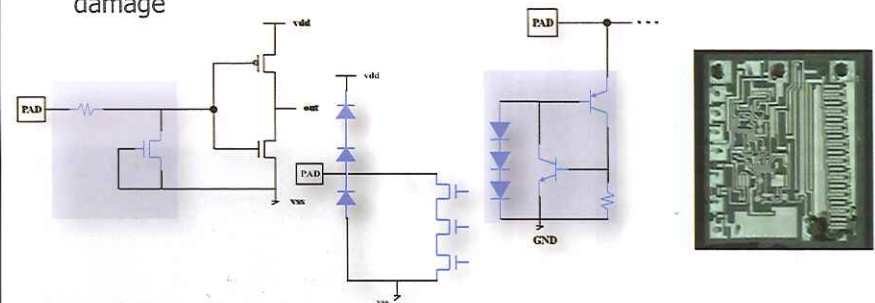 damage
PAD
vdd
out
vss
vdd
PAD
vss
PAD
...
GND